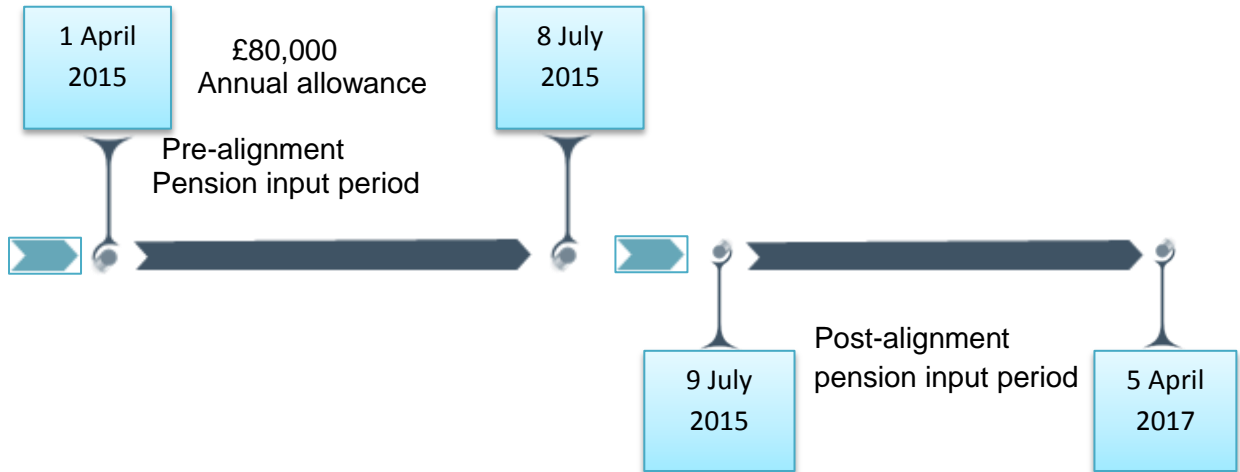 1 April
2015
£80,000
Annual allowance
8 July
2015
Pre-alignment
Pension input period
9 July
2015
Post-alignment
pension input period
5 April
2017